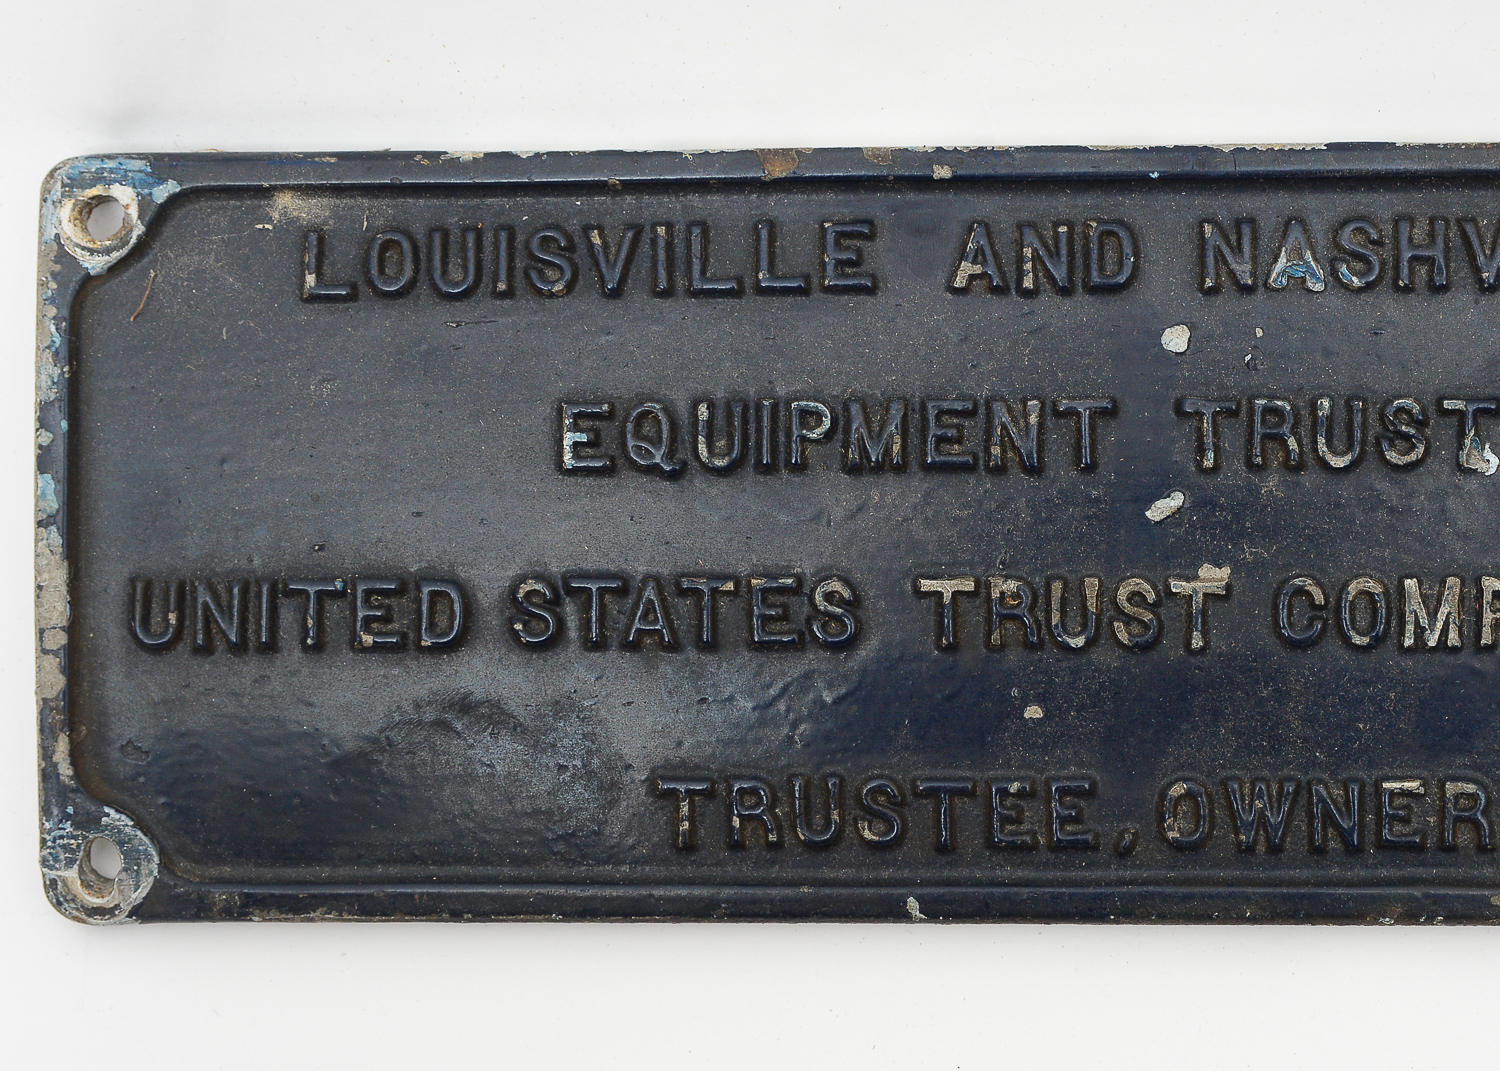 LOUISVILLE AND NASHV
EQUIPMENT TRUST
UNITED STATES TRUST COMP
TRUSTEE, OWNER